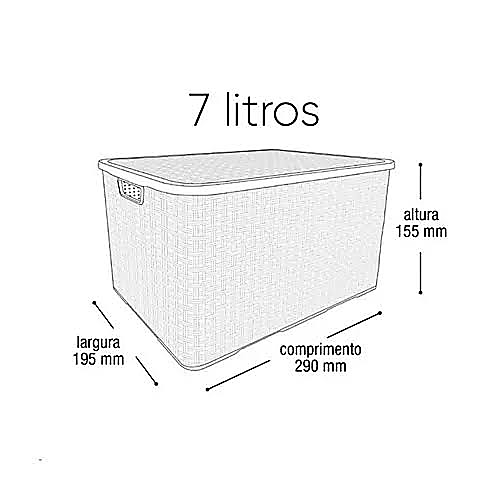 7 litros
altura
155 mm
largura
195 mm
comprimento
290 mm